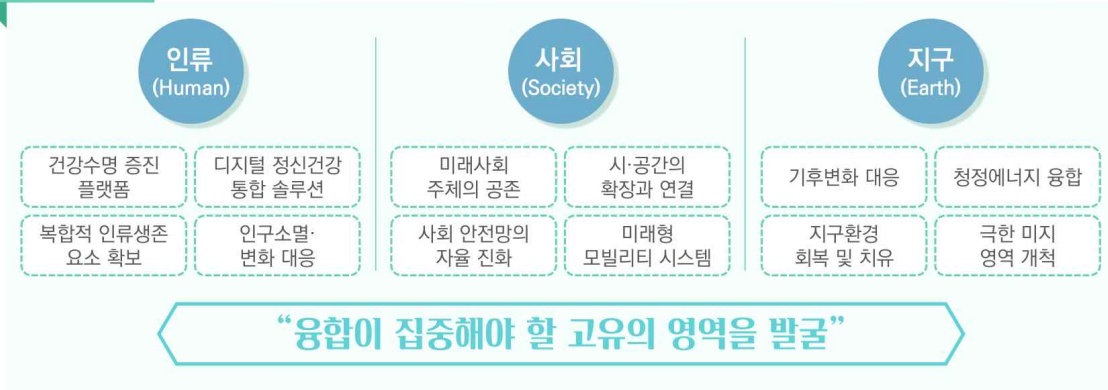 인류
(Human)
건강수명 증진
플랫폼
디지털 정신건강
통합 솔루션
복합적 인류생존
요소 확보
인구소멸·
변화 대응
사회
(Society)
미래사회
주체의 공존
시·공간의
확장과 연결
사회 안전망의
자율 진화
미래형
모빌리티 시스템
지구
(Earth)
기후변화 대응
청정에너지 융합
지구환경
회복 및 치유
극한 미지
영역 개척
“융합이 집중해야 할 고유의 영역을 발굴”